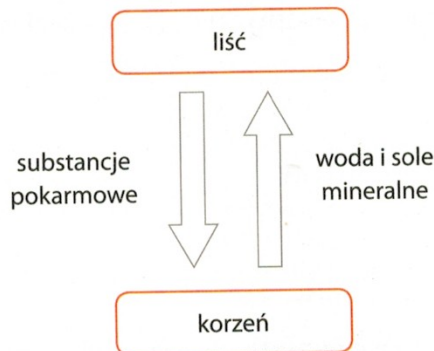 liść
substancje
pokarmowe
woda i sole
mineralne
korzeń